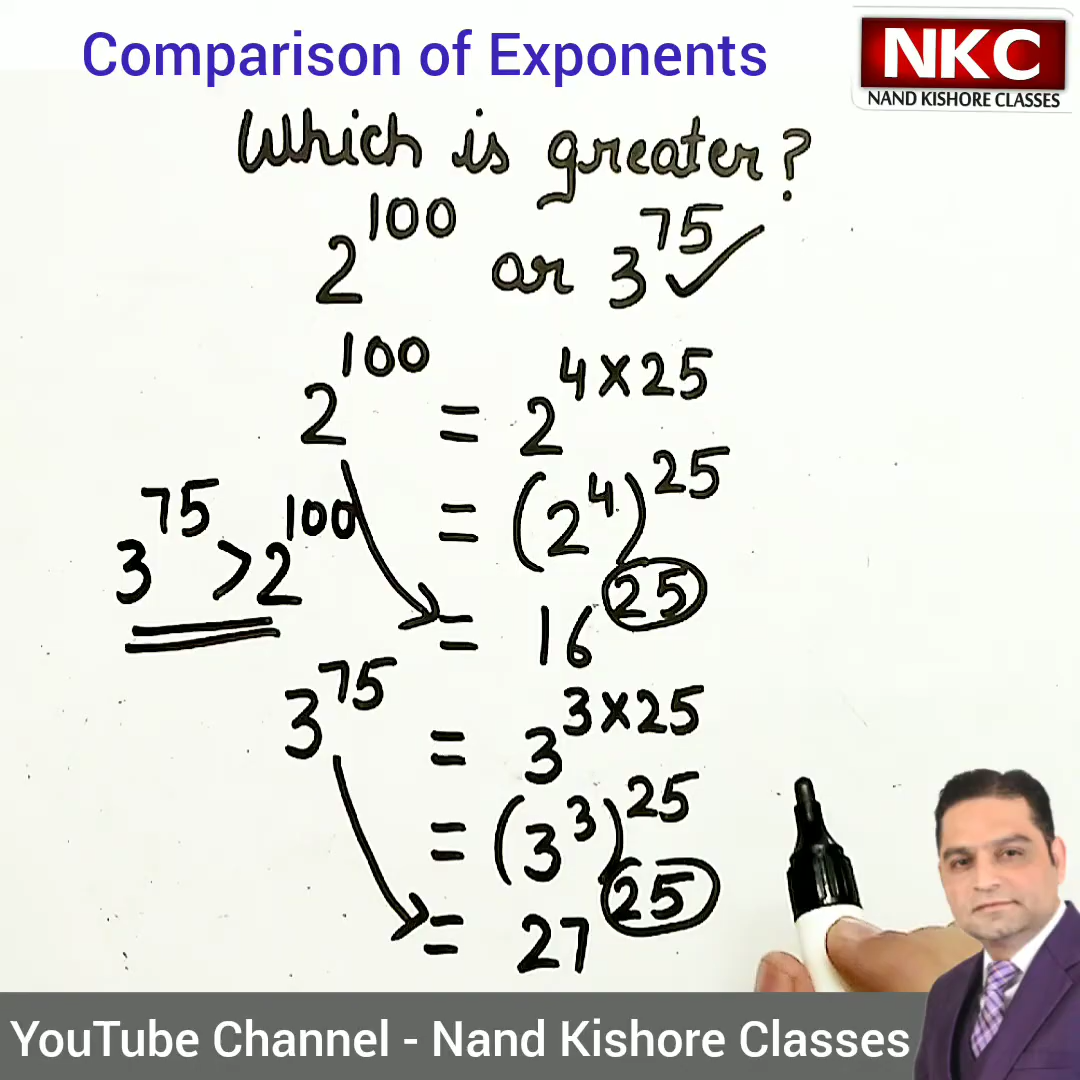 Comparison of Exponents
NKC
NAND KISHORE CLASSES
Which is greater?
2^100 or 3^75 ✓
2^100 = 2^4×25
= (2^4)^25
3^75 > 2^100
= 16^25
3^75 = 3^3×25
= (3^3)^25
= 27^25
YouTube Channel - Nand Kishore Classes